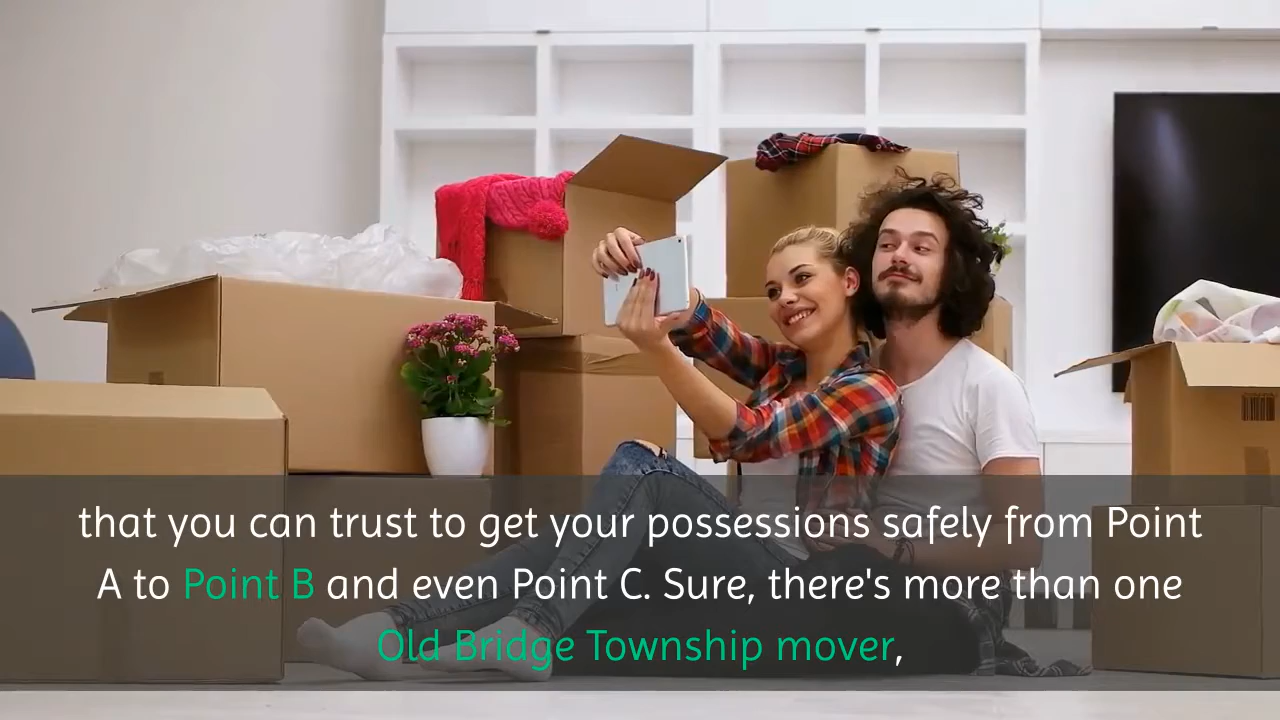 that you can trust to get your possessions safely from Point
A to Point B and even Point C. Sure, there's more than one
Old Bridge Township mover,